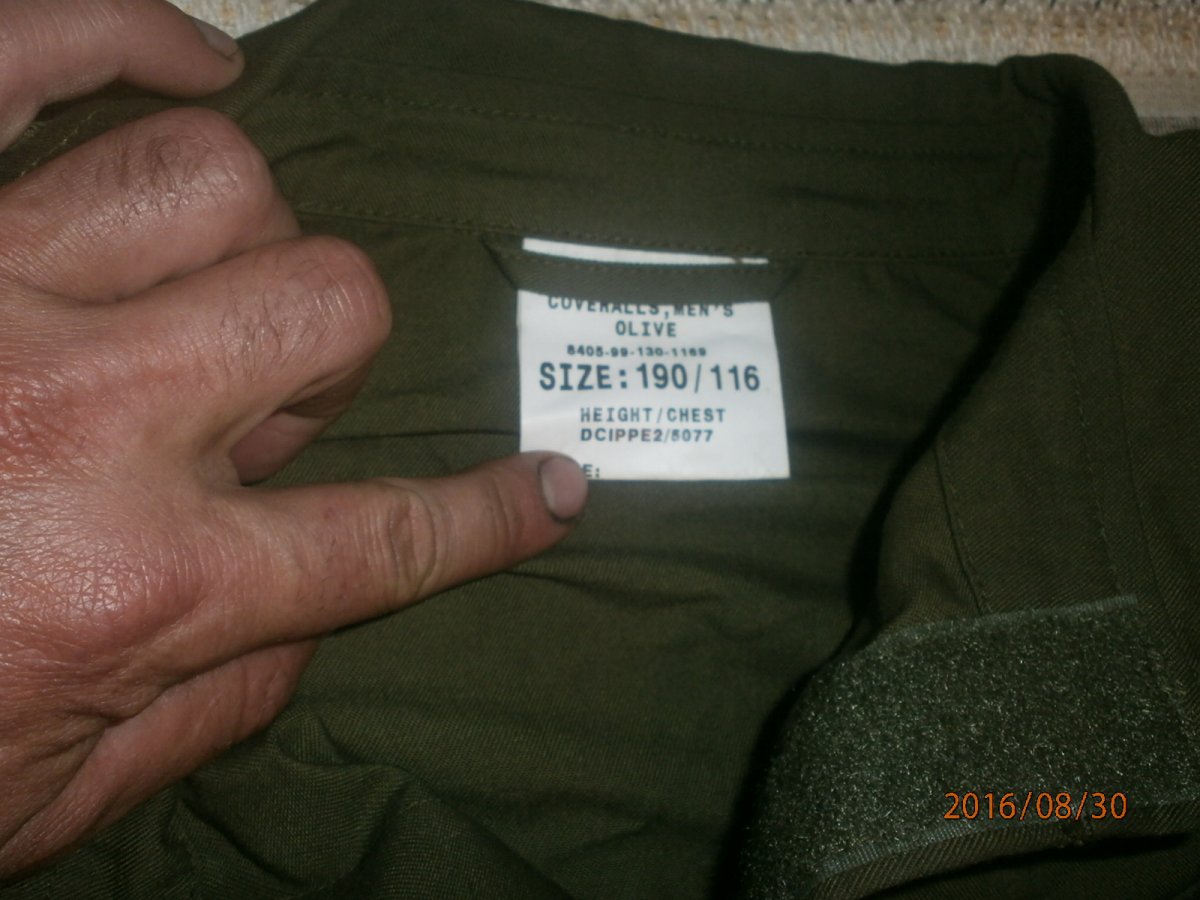 COVERALLS, MEN'S
OLIVE
8405-99-130-1169
SIZE: 190/116
HEIGHT/CHEST
DCIPPE2/5077
E:
2016/08/30